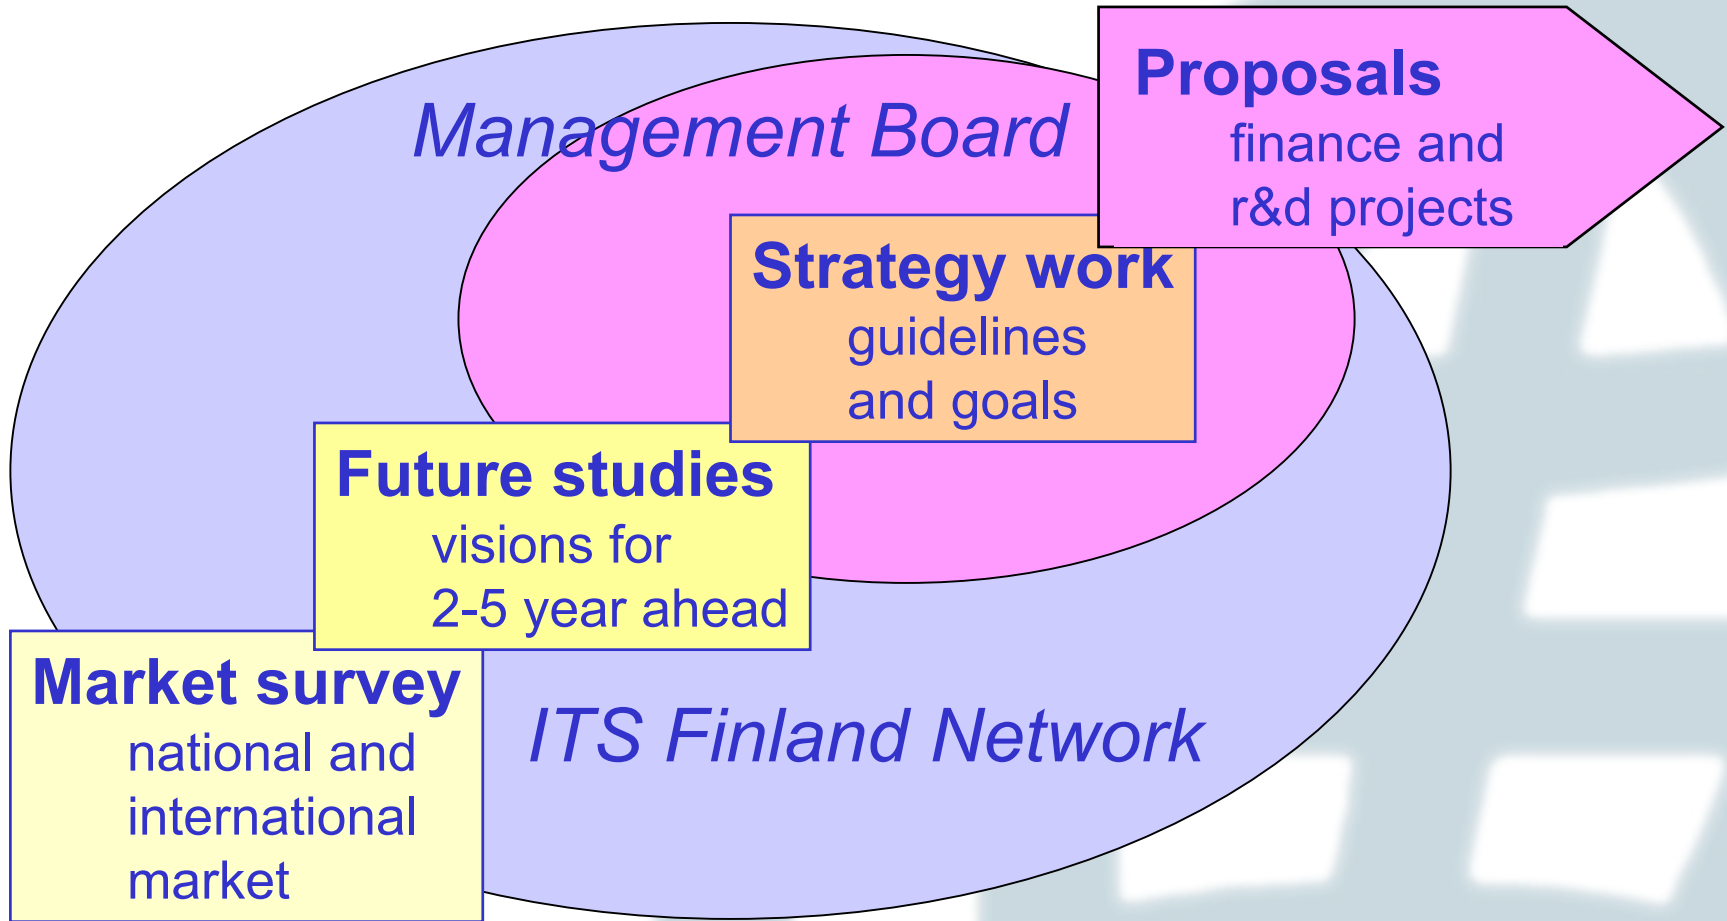 Management Board
Proposals
finance and
r&d projects
Strategy work
guidelines
and goals
Future studies
visions for
2-5 year ahead
Market survey
national and
international
market
ITS Finland Network